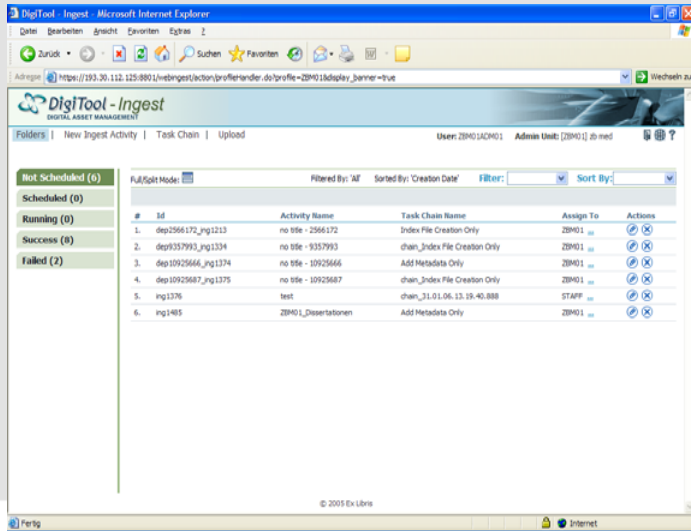 DigiTool - Ingest - Microsoft Internet Explorer
Datei Bearbeiten Ansicht Favoriten Extras ?
Zurück Suchen Favoriten
Adresse https://193.30.112.125:8801/webingest/action/profileHandler.do?profile=ZBM01&display_banner=true Wechseln zu
DigiTool - Ingest
DIGITAL ASSET MANAGEMENT
Folders | New Ingest Activity | Task Chain | Upload User: ZBM01ADM01 Admin Unit: [ZBM01] zb med ?
Not Scheduled (6) Full/Split Mode: Filtered By: 'All' Sorted By: 'Creation Date' Filter: Sort By:
Scheduled (0)
Running (0)
Success (8)
Failed (2)
# Id Activity Name Task Chain Name Assign To Actions
1. dep2566172_ing1213 no title - 2566172 Index File Creation Only ZBM01 ...
2. dep9357993_ing1334 no title - 9357993 chain_Index File Creation Only ZBM01 ...
3. dep10925666_ing1374 no title - 10925666 Add Metadata Only ZBM01 ...
4. dep10925687_ing1375 no title - 10925687 chain_Index File Creation Only ZBM01 ...
5. ing1376 test chain_31.01.06.13.19.40.888 STAFF ...
6. ing1485 ZBM01_Dissertationen Add Metadata Only ZBM01 ...
© 2005 Ex Libris
Fertig Internet